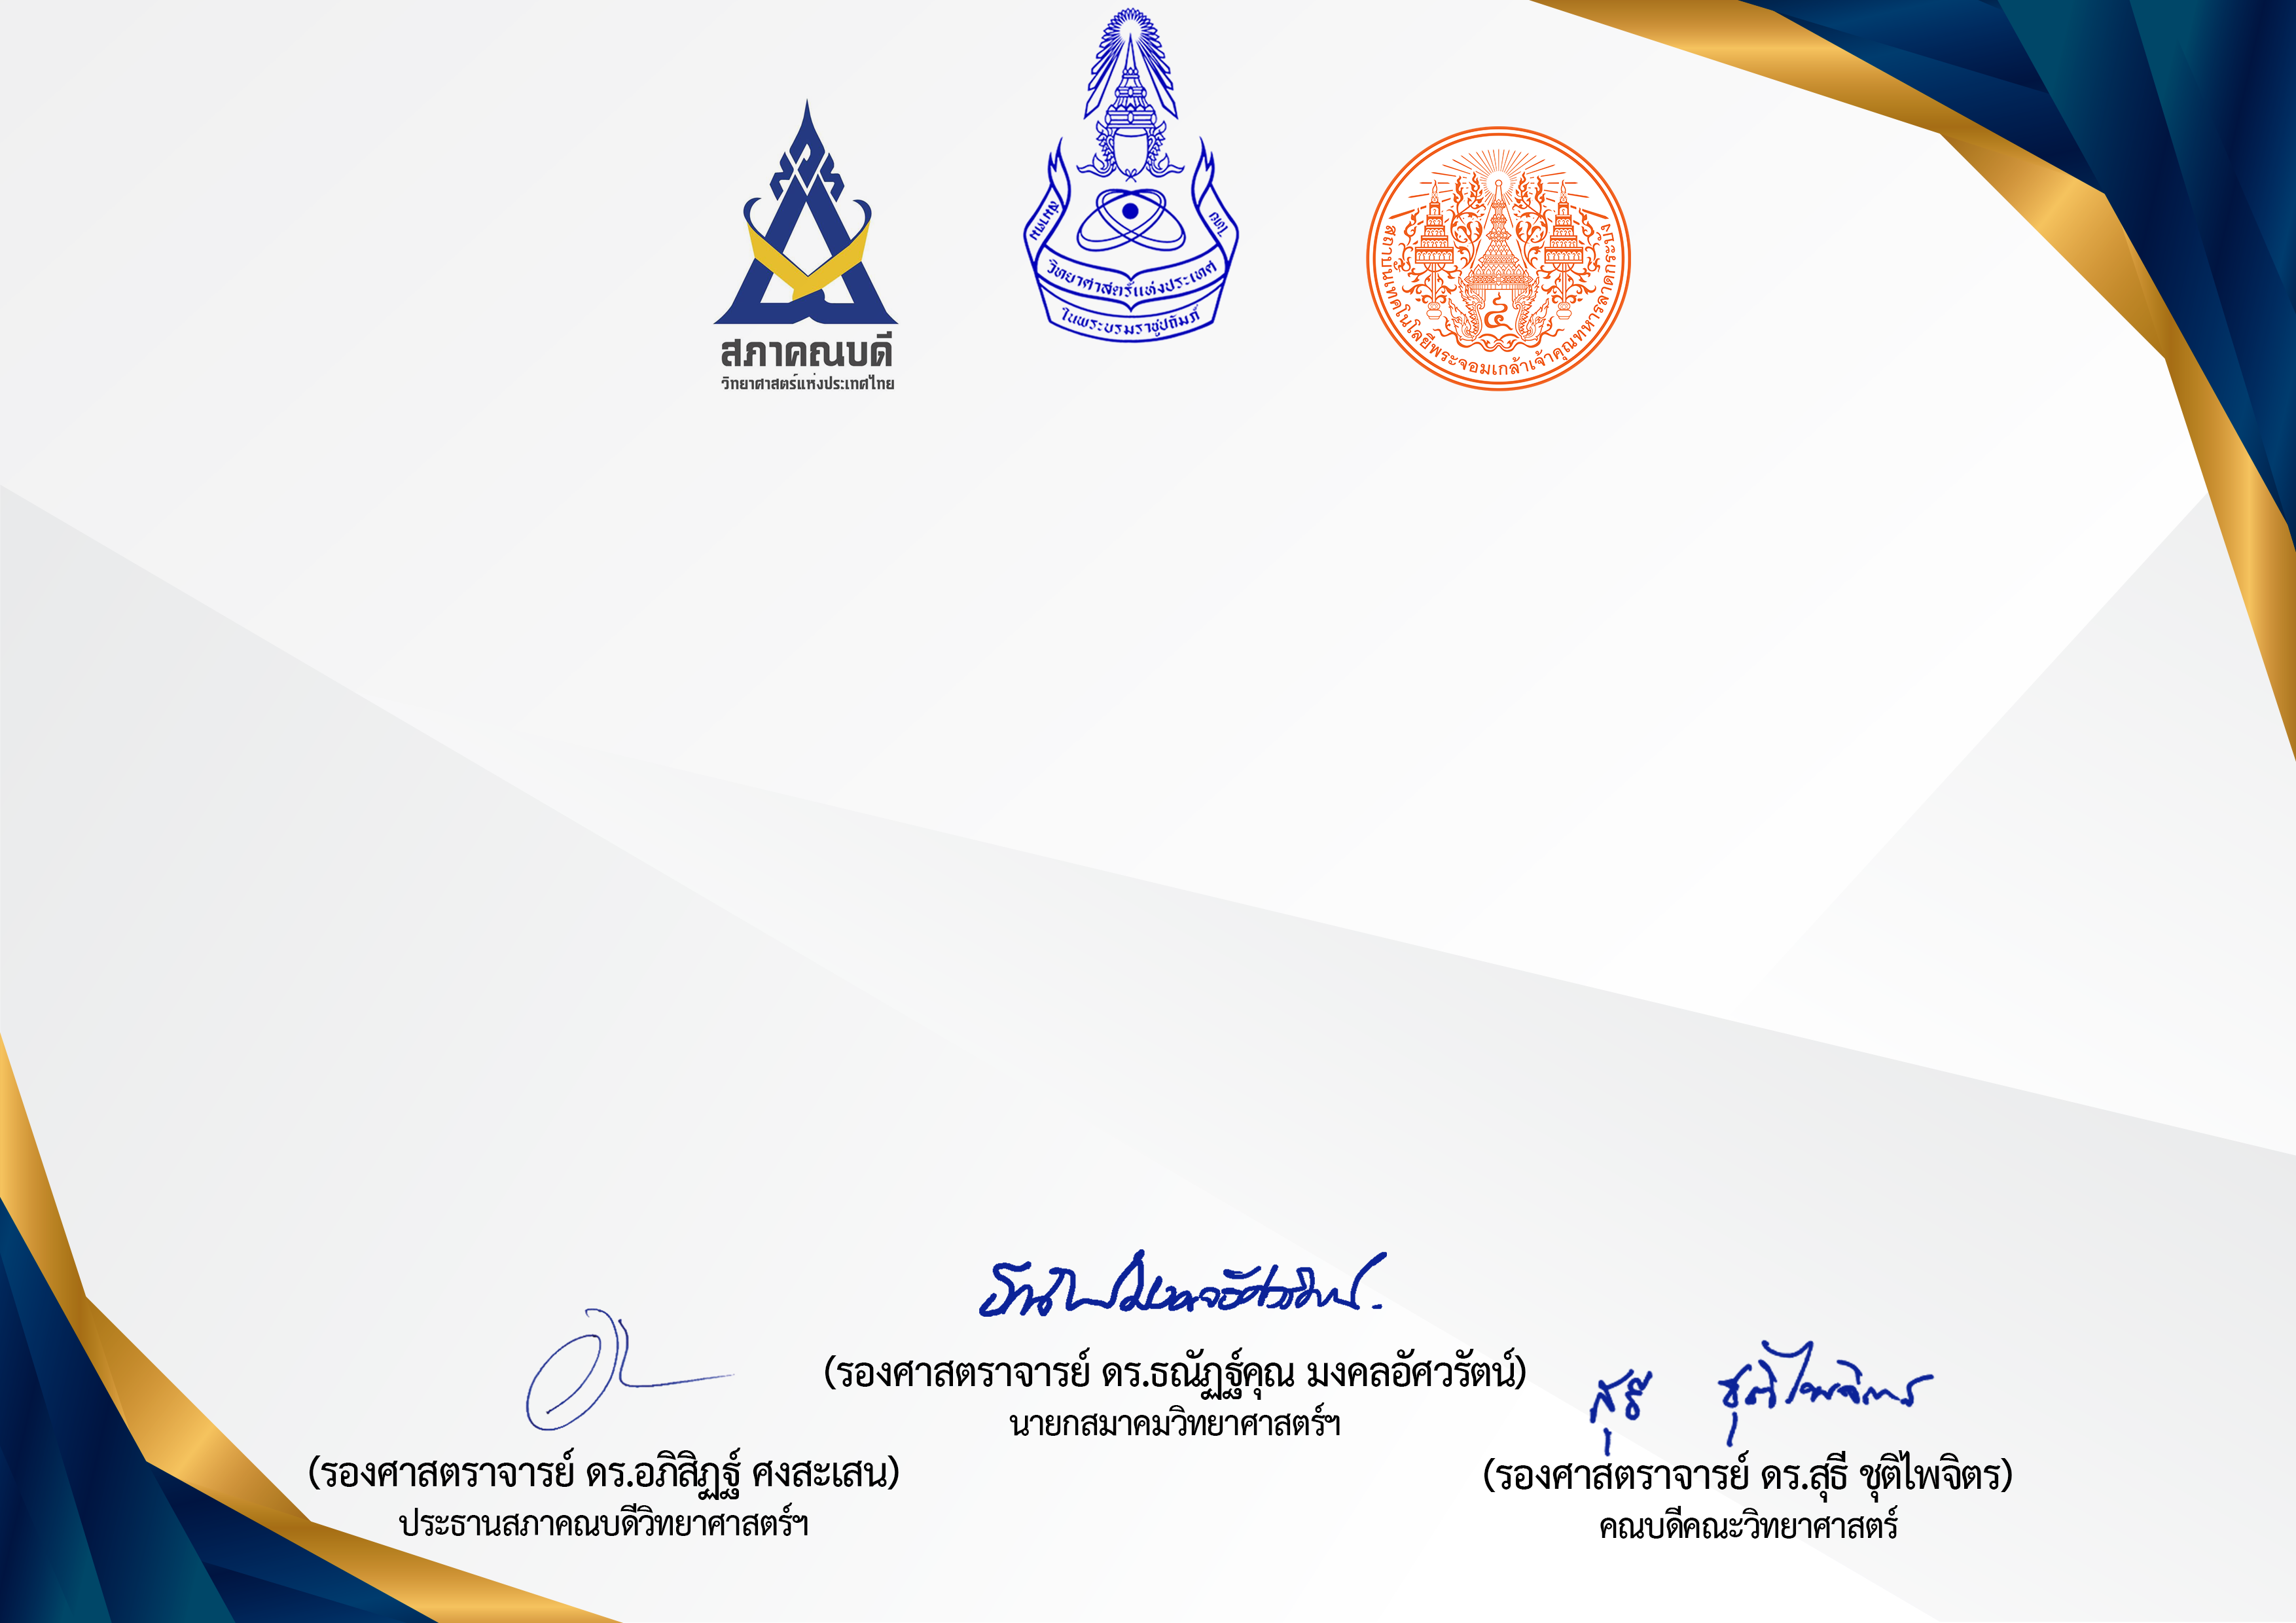 สภาคณบดี
วิทยาศาสตร์แห่งประเทศไทย
สมาคม
วิทยาศาสตร์แห่งประเทศ
ไทย
ในพระบรมราชูปถัมภ์
สถาบันเทคโนโลยีพระจอมเกล้าเจ้าคุณทหารลาดกระบัง
๔
(รองศาสตราจารย์ ดร.ธณัฏฐ์คุณ มงคลอัศวรัตน์)
นายกสมาคมวิทยาศาสตร์ฯ
(รองศาสตราจารย์ ดร.อภิสิฏฐ์ ศงสะเสน)
ประธานสภาคณบดีวิทยาศาสตร์ฯ
สุธี ชุติไพจิตร
(รองศาสตราจารย์ ดร.สุธี ชุติไพจิตร)
คณบดีคณะวิทยาศาสตร์